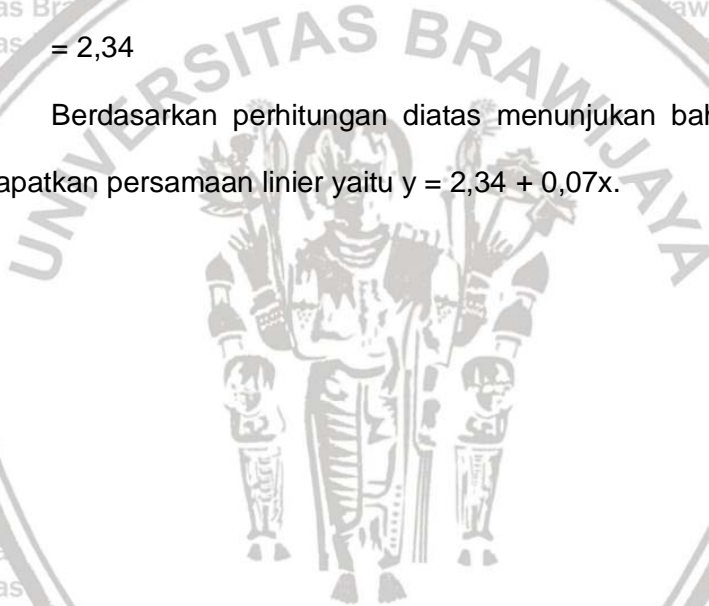 = 2,34
UNIVERSITAS BRAWIJAYA
Berdasarkan perhitungan diatas menunjukan bah
apatkan persamaan linier yaitu y = 2,34 + 0,07x.